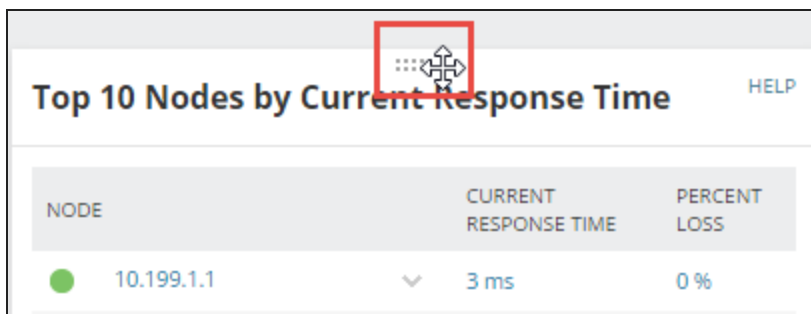 Top 10 Nodes by Current Response Time
HELP
NODE
CURRENT
RESPONSE TIME
PERCENT
LOSS
10.199.1.1
3 ms
0 %